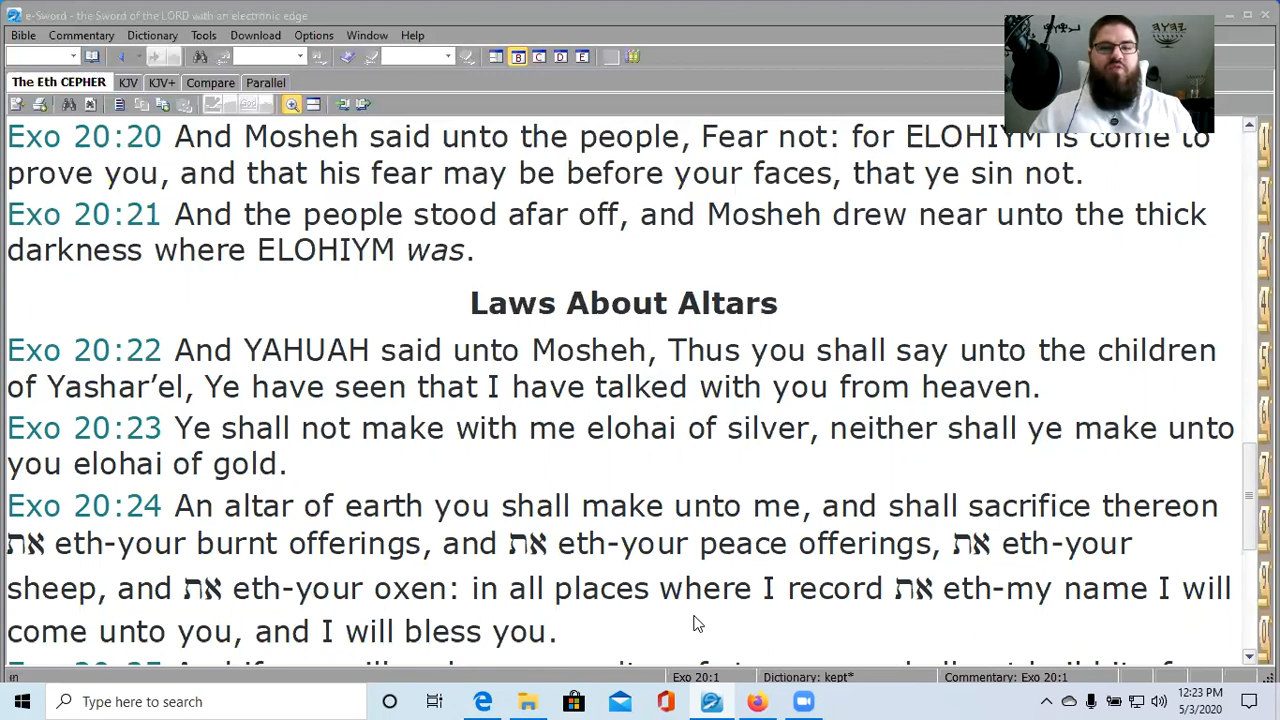 e-Sword - the Sword of the LORD with an electronic edge
Bible Commentary Dictionary Tools Download Options Window Help
B C D E
The Eth CEPHER KJV KJV+ Compare Parallel
Exo 20:20 And Mosheh said unto the people, Fear not: for ELOHIYM is come to
prove you, and that his fear may be before your faces, that ye sin not.
Exo 20:21 And the people stood afar off, and Mosheh drew near unto the thick
darkness where ELOHIYM was.
Laws About Altars
Exo 20:22 And YAHUAH said unto Mosheh, Thus you shall say unto the children
of Yashar’el, Ye have seen that I have talked with you from heaven.
Exo 20:23 Ye shall not make with me elohai of silver, neither shall ye make unto
you elohai of gold.
Exo 20:24 An altar of earth you shall make unto me, and shall sacrifice thereon
את eth-your burnt offerings, and את eth-your peace offerings, את eth-your
sheep, and את eth-your oxen: in all places where I record את eth-my name I will
come unto you, and I will bless you.
Exo 20:1 Dictionary: kept* Commentary: Exo 20:1
Type here to search
12:23 PM
5/3/2020